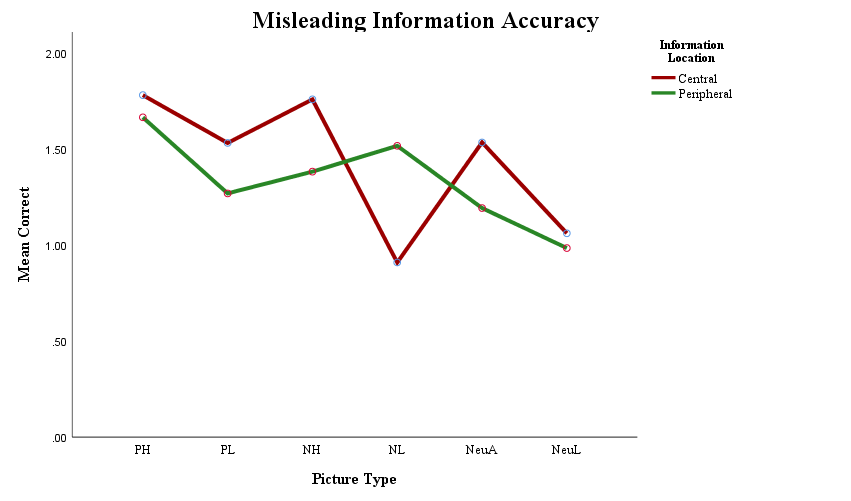 Misleading Information Accuracy
Information
Location
Central
Peripheral
Mean Correct
2.00
1.50
1.00
.50
.00
PH PL NH NL NeuA NeuL
Picture Type